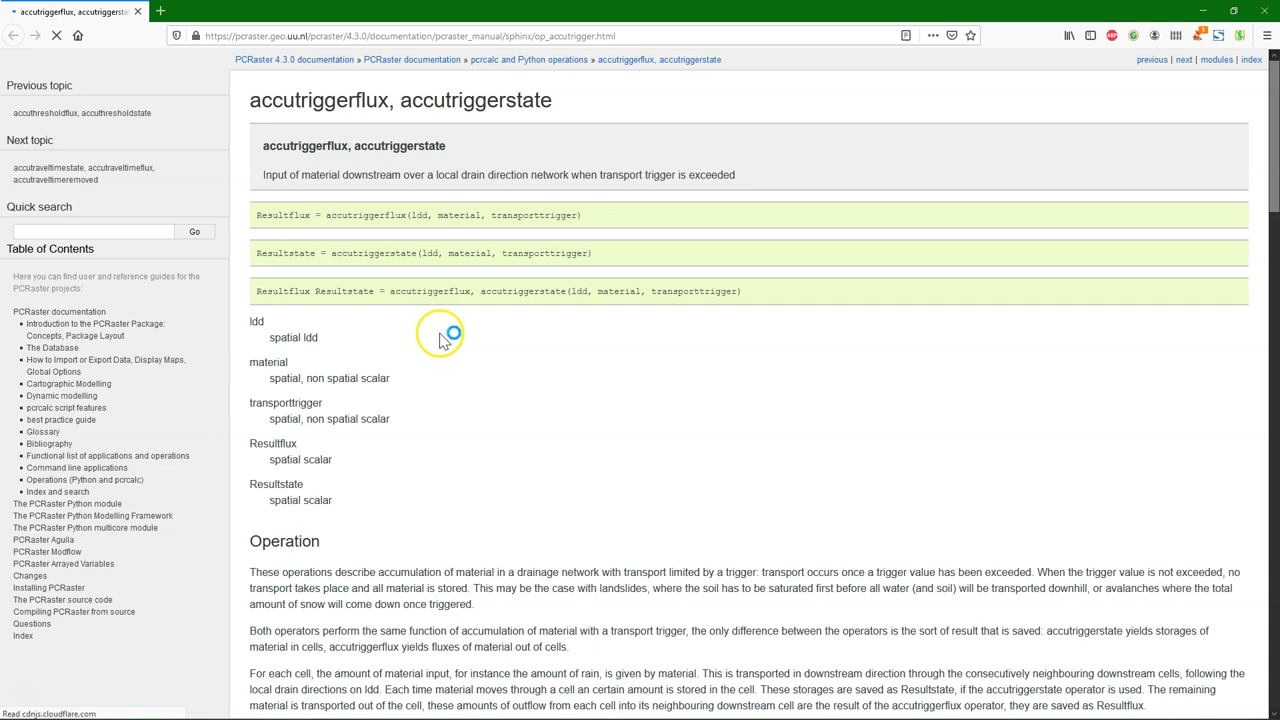 accutriggerflux, accutriggerstate
https://pcraster.geo.uu.nl/pcraster/4.3.0/documentation/pcraster_manual/sphinx/op_accutrigger.html
PCRaster 4.3.0 documentation » PCRaster documentation » pcrcalc and Python operations » accutriggerflux, accutriggerstate
previous | next | modules | index
Previous topic
accuthresholdflux, accuthresholdstate
Next topic
accutraveltimestate, accutraveltimeflux,
accutraveltimeremoved
Quick search
Go
Table of Contents
Here you can find user and reference guides for the
PCRaster projects:
PCRaster documentation
Introduction to the PCRaster Package:
Concepts, Package Layout
The Database
How to Import or Export Data, Display Maps,
Global Options
Cartographic Modelling
Dynamic modelling
pcrcalc script features
best practice guide
Glossary
Bibliography
Functional list of applications and operations
Command line applications
Operations (Python and pcrcalc)
Index and search
The PCRaster Python module
The PCRaster Python Modelling Framework
The PCRaster Python multicore module
PCRaster Aguila
PCRaster Modflow
PCRaster Arrayed Variables
Changes
Installing PCRaster
The PCRaster source code
Compiling PCRaster from source
Questions
Index
Read cdnjs.cloudflare.com
accutriggerflux, accutriggerstate
accutriggerflux, accutriggerstate
Input of material downstream over a local drain direction network when transport trigger is exceeded
Resultflux = accutriggerflux(ldd, material, transporttrigger)
Resultstate = accutriggerstate(ldd, material, transporttrigger)
Resultflux Resultstate = accutriggerflux, accutriggerstate(ldd, material, transporttrigger)
ldd
spatial ldd
material
spatial, non spatial scalar
transporttrigger
spatial, non spatial scalar
Resultflux
spatial scalar
Resultstate
spatial scalar
Operation
These operations describe accumulation of material in a drainage network with transport limited by a trigger: transport occurs once a trigger value has been exceeded. When the trigger value is not exceeded, no
transport takes place and all material is stored. This may be the case with landslides, where the soil has to be saturated first before all water (and soil) will be transported downhill, or avalanches where the total
amount of snow will come down once triggered.
Both operators perform the same function of accumulation of material with a transport trigger, the only difference between the operators is the sort of result that is saved: accutriggerstate yields storages of
material in cells, accutriggerflux yields fluxes of material out of cells.
For each cell, the amount of material input, for instance the amount of rain, is given by material. This is transported in downstream direction through the consecutively neighbouring downstream cells, following the
local drain directions on ldd. Each time material moves through a cell an certain amount is stored in the cell. These storages are saved as Resultstate, if the accutriggerstate operator is used. The remaining
material is transported out of the cell, these amounts of outflow from each cell into its neighbouring downstream cell are the result of the accutriggerflux operator, they are saved as Resultflux.